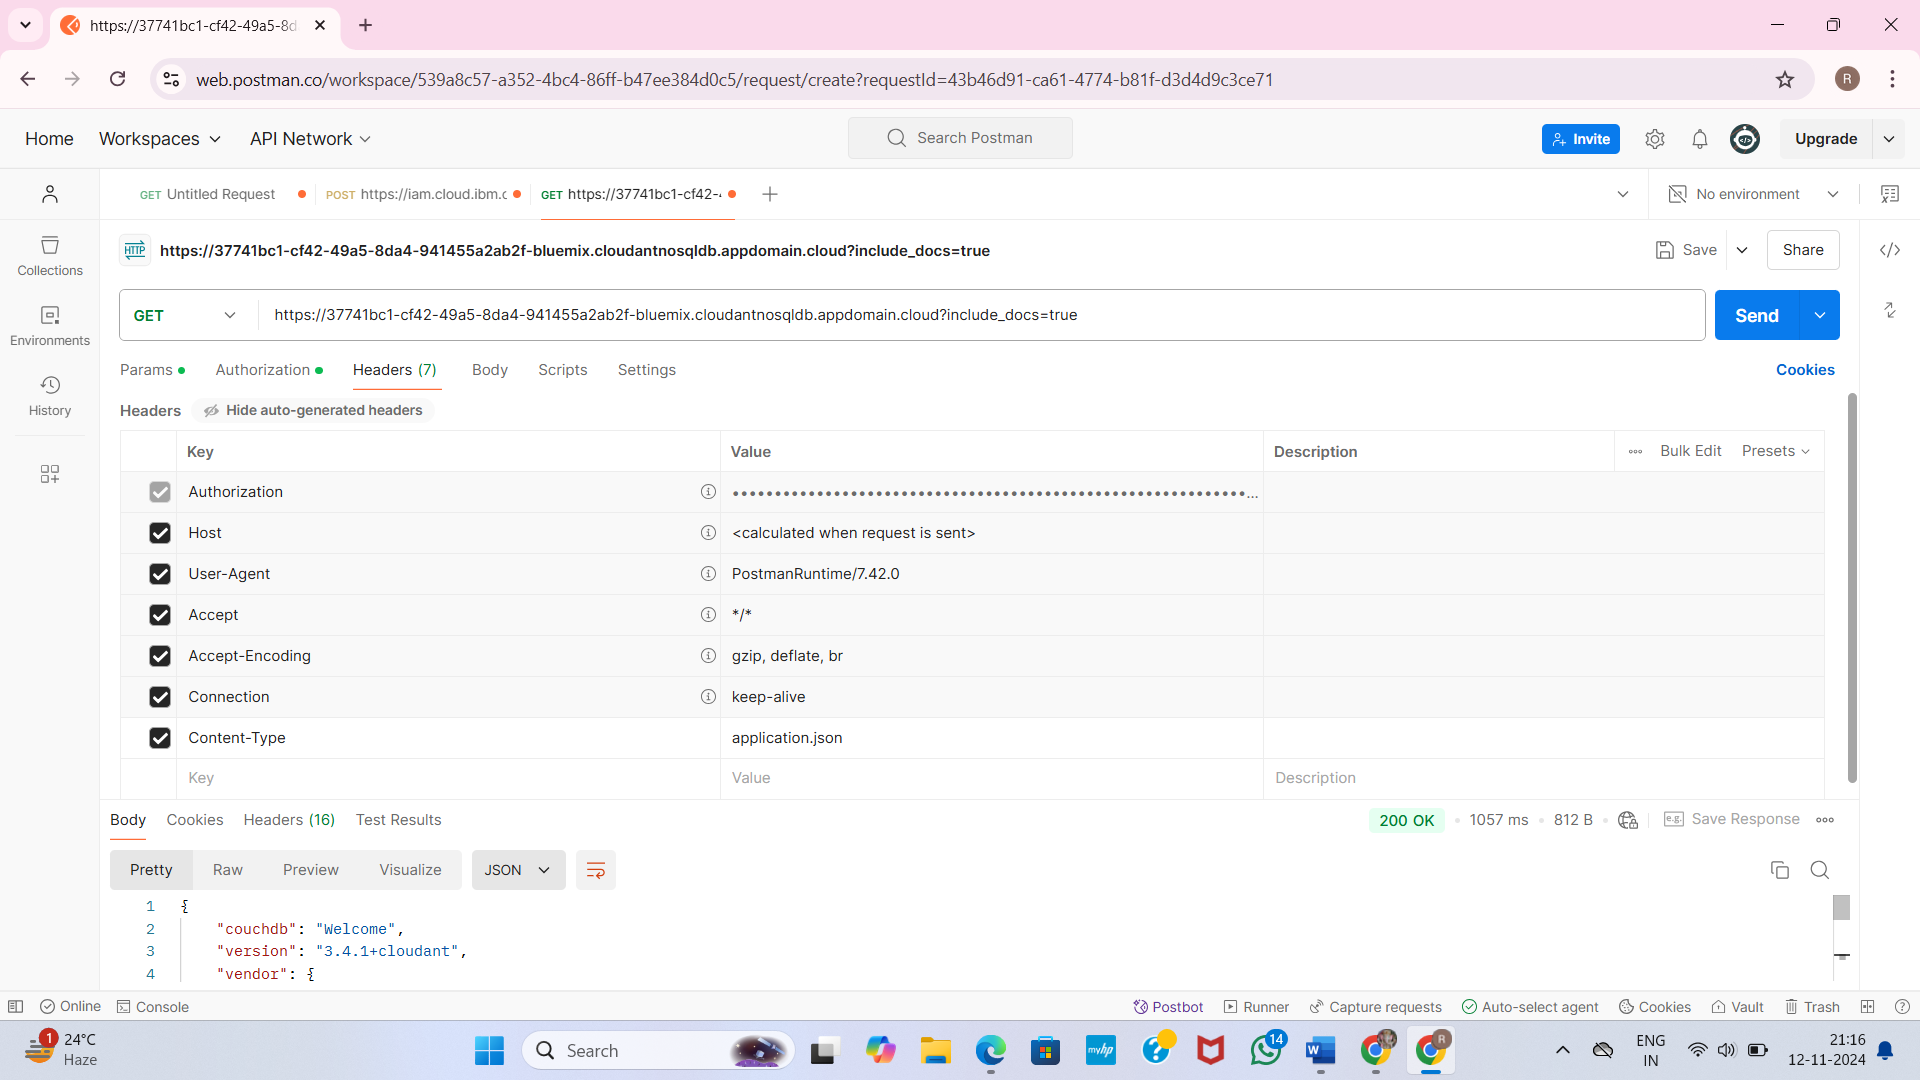 https://37741bc1-cf42-49a5-8d
web.postman.co/workspace/539a8c57-a352-4bc4-86ff-b47ee384d0c5/request/create?requestId=43b46d91-ca61-4774-b81f-d3d4d9c3ce71
R
Home Workspaces API Network Search Postman Invite Upgrade
GET Untitled Request POST https://iam.cloud.ibm.c GET https://37741bc1-cf42- No environment
HTTP https://37741bc1-cf42-49a5-8da4-941455a2ab2f-bluemix.cloudantnosqldb.appdomain.cloud?include_docs=true Save Share
Collections
GET https://37741bc1-cf42-49a5-8da4-941455a2ab2f-bluemix.cloudantnosqldb.appdomain.cloud?include_docs=true Send
Environments
Params Authorization Headers (7) Body Scripts Settings Cookies
History
Headers Hide auto-generated headers
Key Value Description Bulk Edit Presets
Authorization ••••••••••••••••••••••••••••••••••••••••••••••••••••••••••••••...
Host <calculated when request is sent>
User-Agent PostmanRuntime/7.42.0
Accept */*
Accept-Encoding gzip, deflate, br
Connection keep-alive
Content-Type application.json
Key Value Description
Body Cookies Headers (16) Test Results 200 OK 1057 ms 812 B e.g. Save Response
Pretty Raw Preview Visualize JSON
1 {
2 "couchdb": "Welcome",
3 "version": "3.4.1+cloudant",
4 "vendor": {
Online Console Postbot Runner Capture requests Auto-select agent Cookies Vault Trash
1 24°C
Haze
Search
myhp
14
W
R
ENG
IN
21:16
12-11-2024